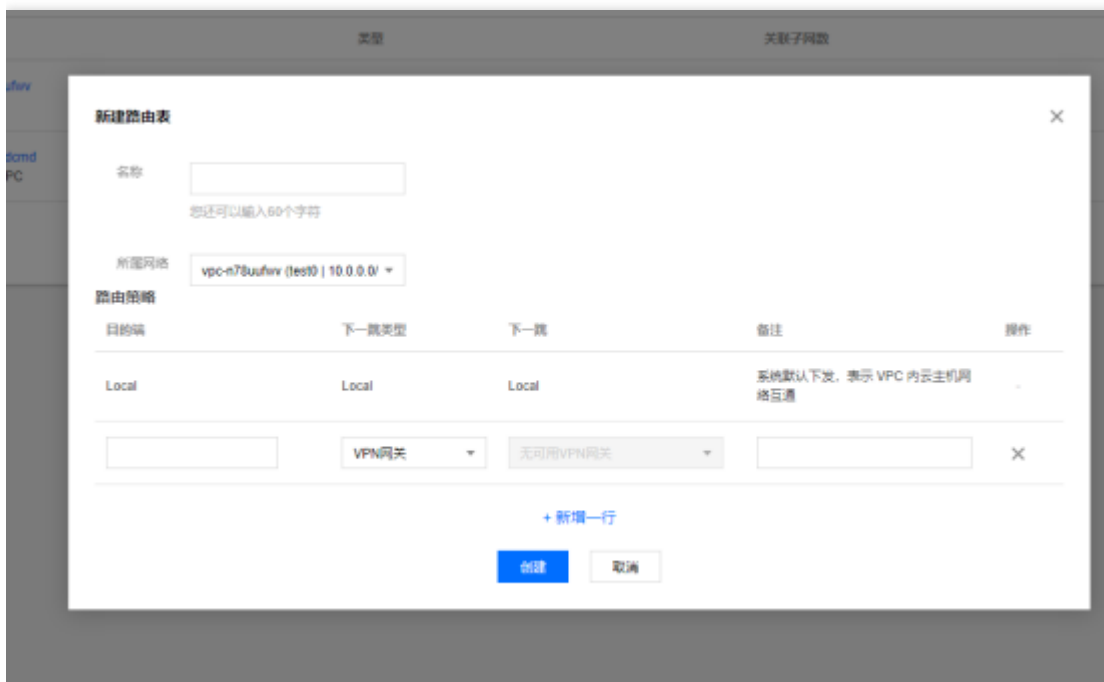 类型 关联子网数
ufwv
dcmd
PC
新建路由表
名称
您还可以输入60个字符
所属网络 vpc-n78uufwv (test0 | 10.0.0.0/
路由策略
目的端 下一跳类型 下一跳 备注 操作
Local Local Local 系统默认下发，表示 VPC 内云主机网
络互通 -
VPN网关 无可用VPN网关
+ 新增一行
创建 取消